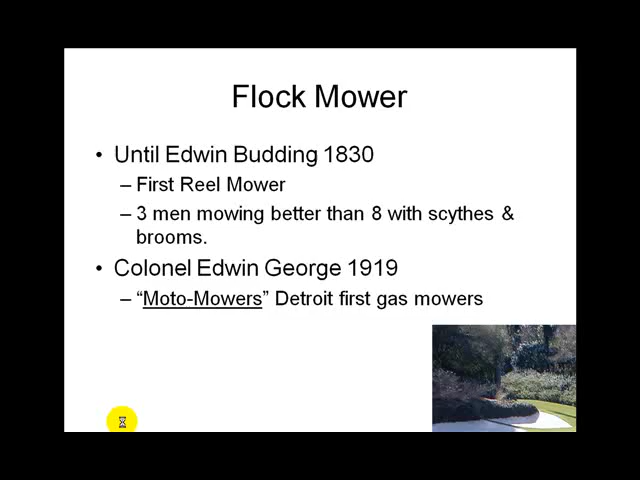 Flock Mower
• Until Edwin Budding 1830
– First Reel Mower
– 3 men mowing better than 8 with scythes &
brooms.
• Colonel Edwin George 1919
– “Moto-Mowers” Detroit first gas mowers